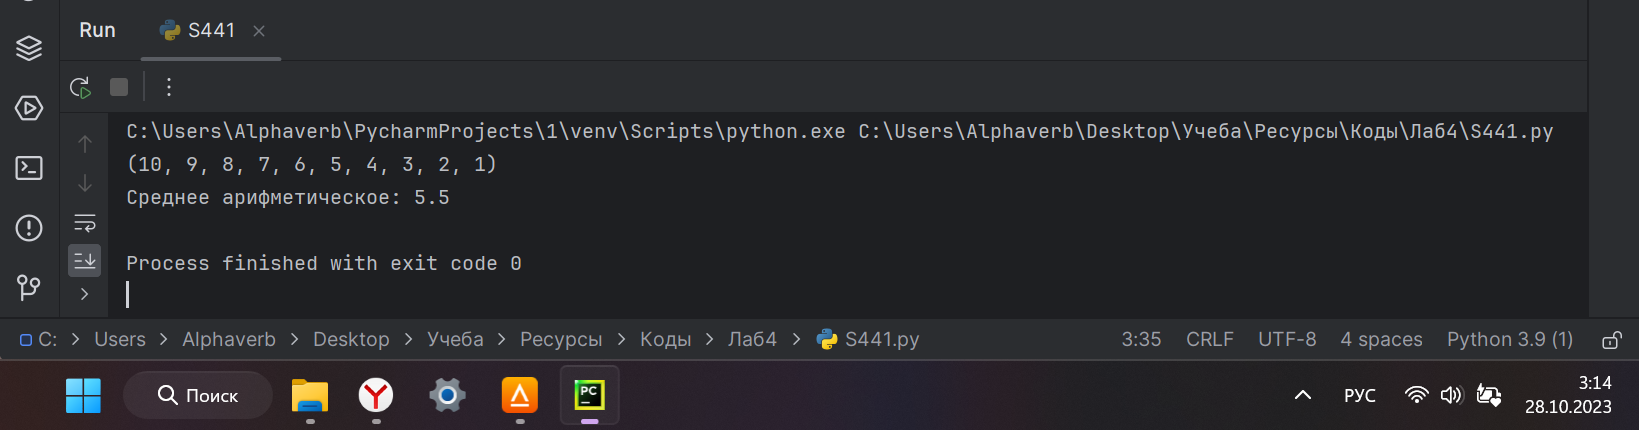 Run S441
C:\Users\Alphaverb\PycharmProjects\1\venv\Scripts\python.exe C:\Users\Alphaverb\Desktop\Учеба\Ресурсы\Коды\Лаб4\S441.py
(10, 9, 8, 7, 6, 5, 4, 3, 2, 1)
Среднее арифметическое: 5.5
Process finished with exit code 0
C: > Users > Alphaverb > Desktop > Учеба > Ресурсы > Коды > Лаб4 > S441.py 3:35 CRLF UTF-8 4 spaces Python 3.9 (1)
Поиск PC РУС 3:14
28.10.2023